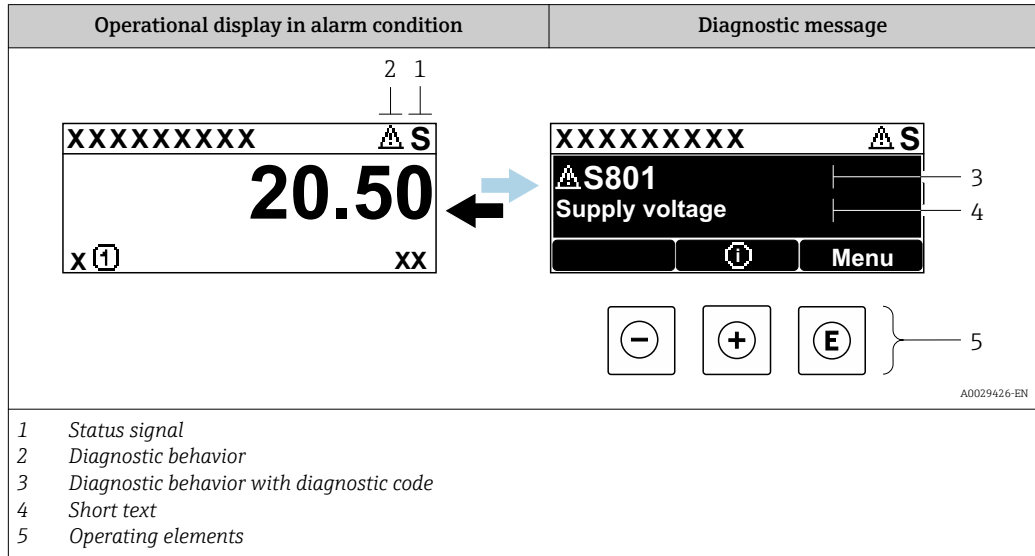 Operational display in alarm condition
Diagnostic message
2 1
XXXXXXXXX ⚠ S
20.50
X 1
XX
XXXXXXXXX ⚠ S
⚠S801
Supply voltage
i Menu
3
4
− + E
5
A0029426-EN
1 Status signal
2 Diagnostic behavior
3 Diagnostic behavior with diagnostic code
4 Short text
5 Operating elements